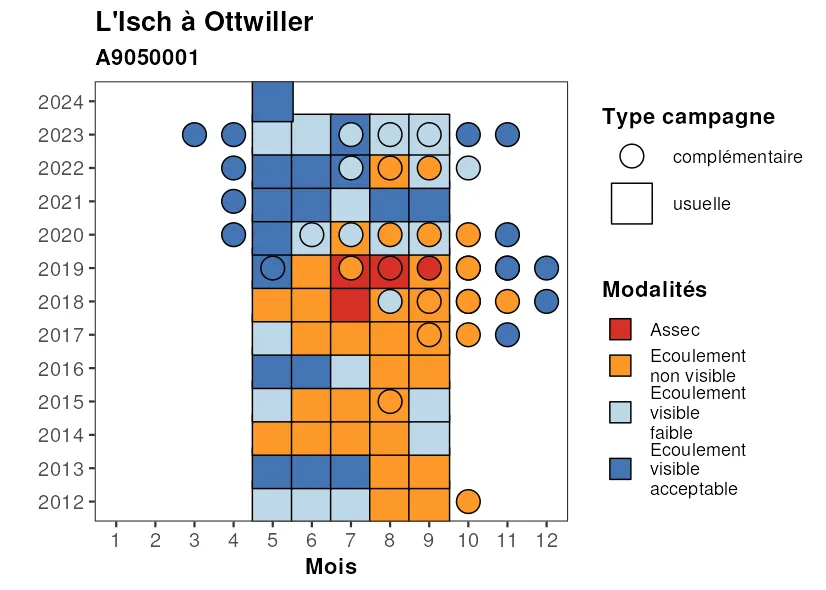 L'Isch à Ottwiller
A9050001
2024
2023
2022
2021
2020
2019
2018
2017
2016
2015
2014
2013
2012
1 2 3 4 5 6 7 8 9 10 11 12
Mois
Type campagne
complémentaire
usuelle
Modalités
Assec
Ecoulement
non visible
Ecoulement
visible
faible
Ecoulement
visible
acceptable